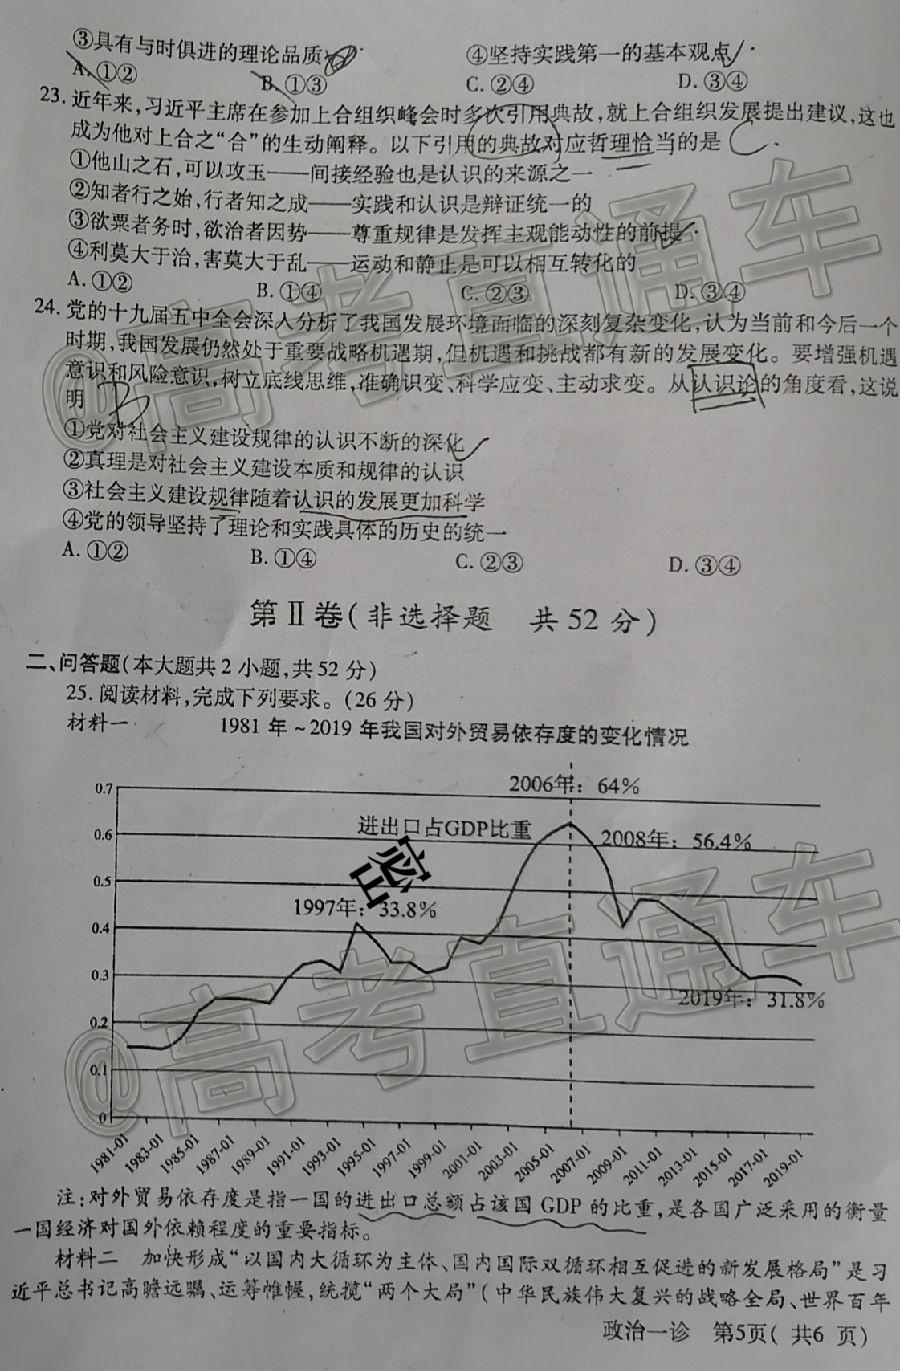 ③具有与时俱进的理论品质 ④坚持实践第一的基本观点
A. ①② B. ①③ C. ②④ D. ③④
23. 近年来,习近平主席在参加上合组织峰会时多次引用典故,就上合组织发展提出建议,这也
成为他对上合之“合”的生动阐释。以下引用的典故对应哲理恰当的是 C
①他山之石,可以攻玉——间接经验也是认识的来源之一
②知者行之始,行者知之成——实践和认识是辩证统一的
③欲粟者务时,欲治者因势——尊重规律是发挥主观能动性的前提
④利莫大于治,害莫大于乱——运动和静止是可以相互转化的
A. ①② B. ①④ C. ②③ D. ③④
24. 党的十九届五中全会深入分析了我国发展环境面临的深刻复杂变化,认为当前和今后一个
时期,我国发展仍然处于重要战略机遇期,但机遇和挑战都有新的发展变化。要增强机遇
意识和风险意识,树立底线思维,准确识变、科学应变、主动求变。从认识论的角度看,这说
明 B
①党对社会主义建设规律的认识不断的深化
②真理是对社会主义建设本质和规律的认识
③社会主义建设规律随着认识的发展更加科学
④党的领导坚持了理论和实践具体的历史的统一
A. ①② B. ①④ C. ②③ D. ③④
第Ⅱ卷(非选择题 共52分)
二、问答题(本大题共2小题,共52分)
25. 阅读材料,完成下列要求。(26分)
材料一 1981年~2019年我国对外贸易依存度的变化情况
2006年:64%
0.7
进出口占GDP比重
0.6
2008年:56.4%
密
0.5
1997年:33.8%
0.4
0.3
2019年:31.8%
0.2
0.1
0
1981-01 1983-01 1985-01 1987-01 1989-01 1991-01 1993-01 1995-01 1997-01 1999-01 2001-01 2003-01 2005-01 2007-01 2009-01 2011-01 2013-01 2015-01 2017-01 2019-01
注:对外贸易依存度是指一国的进出口总额占该国GDP的比重,是各国广泛采用的衡量
一国经济对国外依赖程度的重要指标。
材料二 加快形成“以国内大循环为主体、国内国际双循环相互促进的新发展格局”是习
近平总书记高瞻远瞩、运筹帷幄,统揽“两个大局”(中华民族伟大复兴的战略全局、世界百年
政治一诊 第5页(共6页)
@高考直通车
@高考直通车